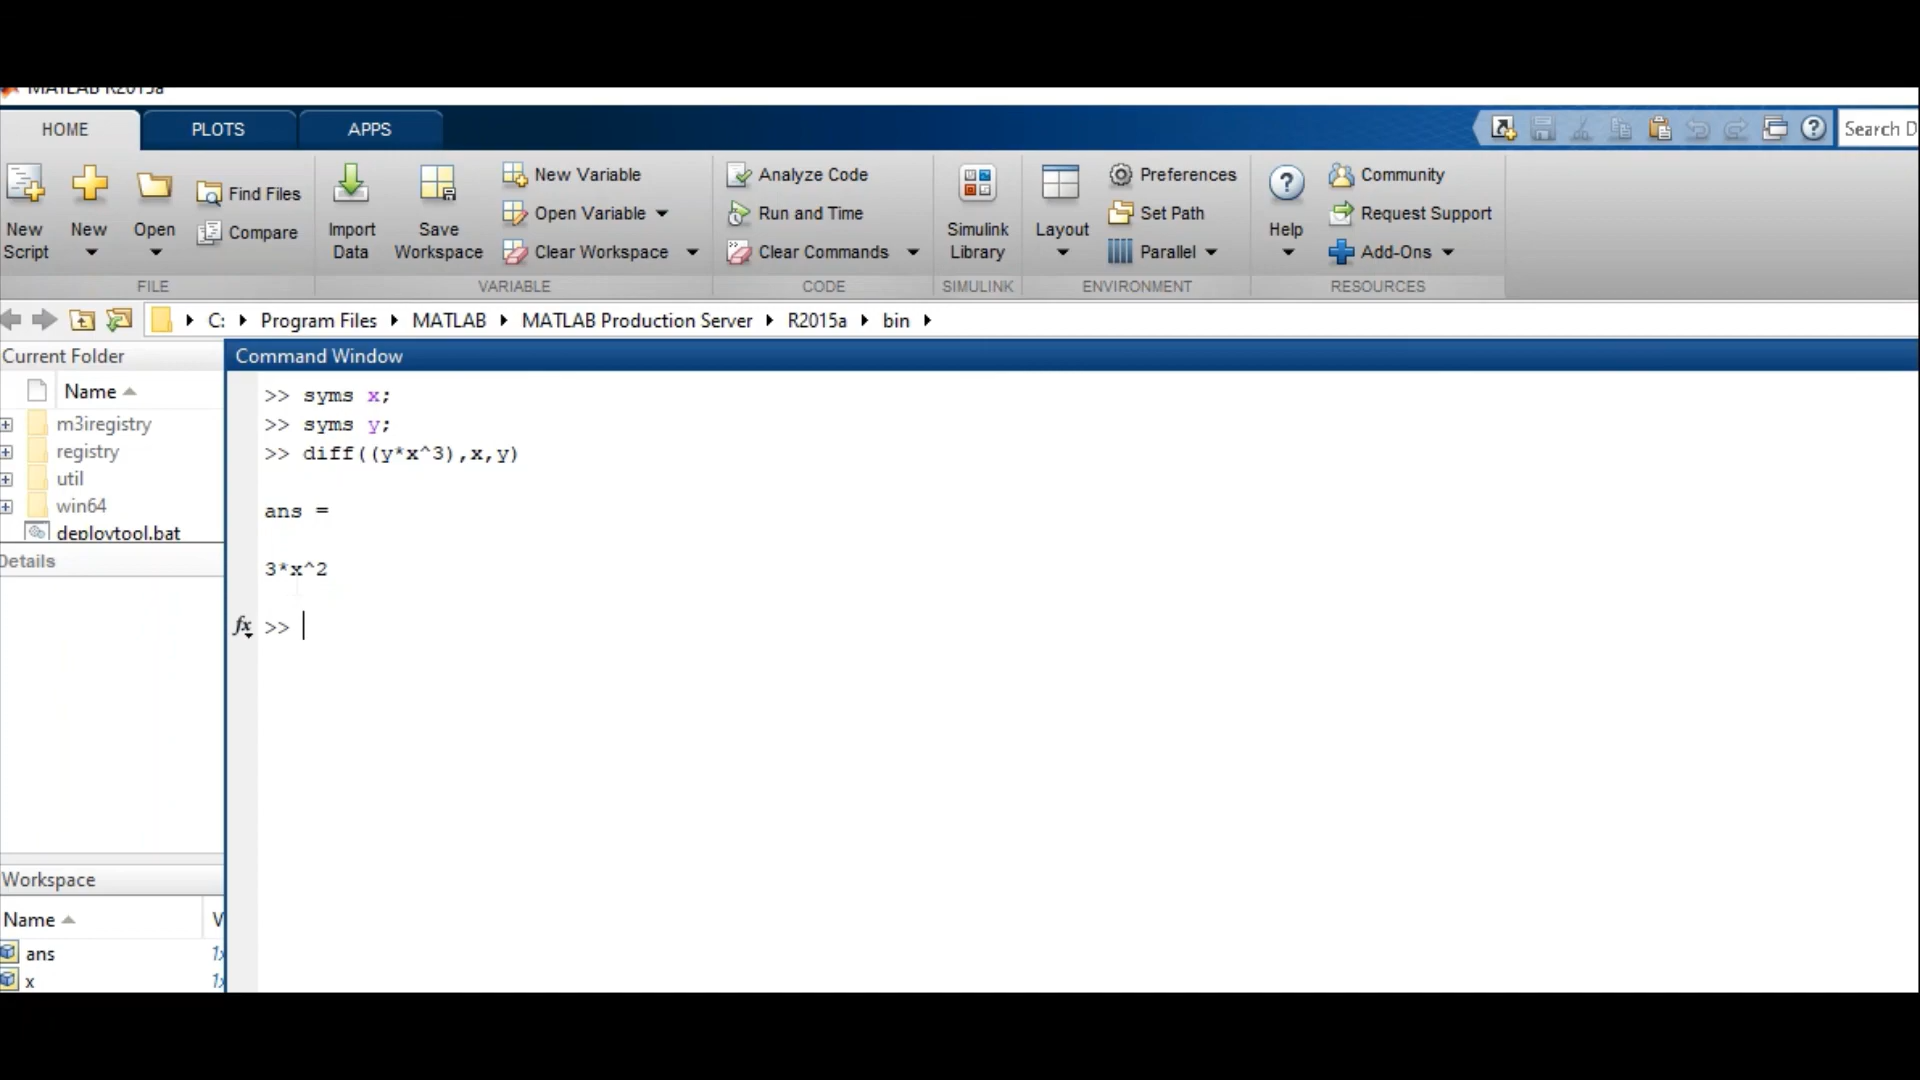 MATLAB R2015a
HOME PLOTS APPS
Search D
New Script
New
Open
Find Files
Compare
FILE
Import Data
Save Workspace
New Variable
Open Variable
Clear Workspace
VARIABLE
Analyze Code
Run and Time
Clear Commands
CODE
Simulink Library
SIMULINK
Layout
Preferences
Set Path
Parallel
ENVIRONMENT
? Help
Community
Request Support
Add-Ons
RESOURCES
C: Program Files MATLAB MATLAB Production Server R2015a bin
Current Folder
Name
m3iregistry
registry
util
win64
deploytool.bat
Details
Workspace
Name V
ans 1x
x 1x
Command Window
>> syms x;
>> syms y;
>> diff((y*x^3),x,y)
ans =
3*x^2
fx >>